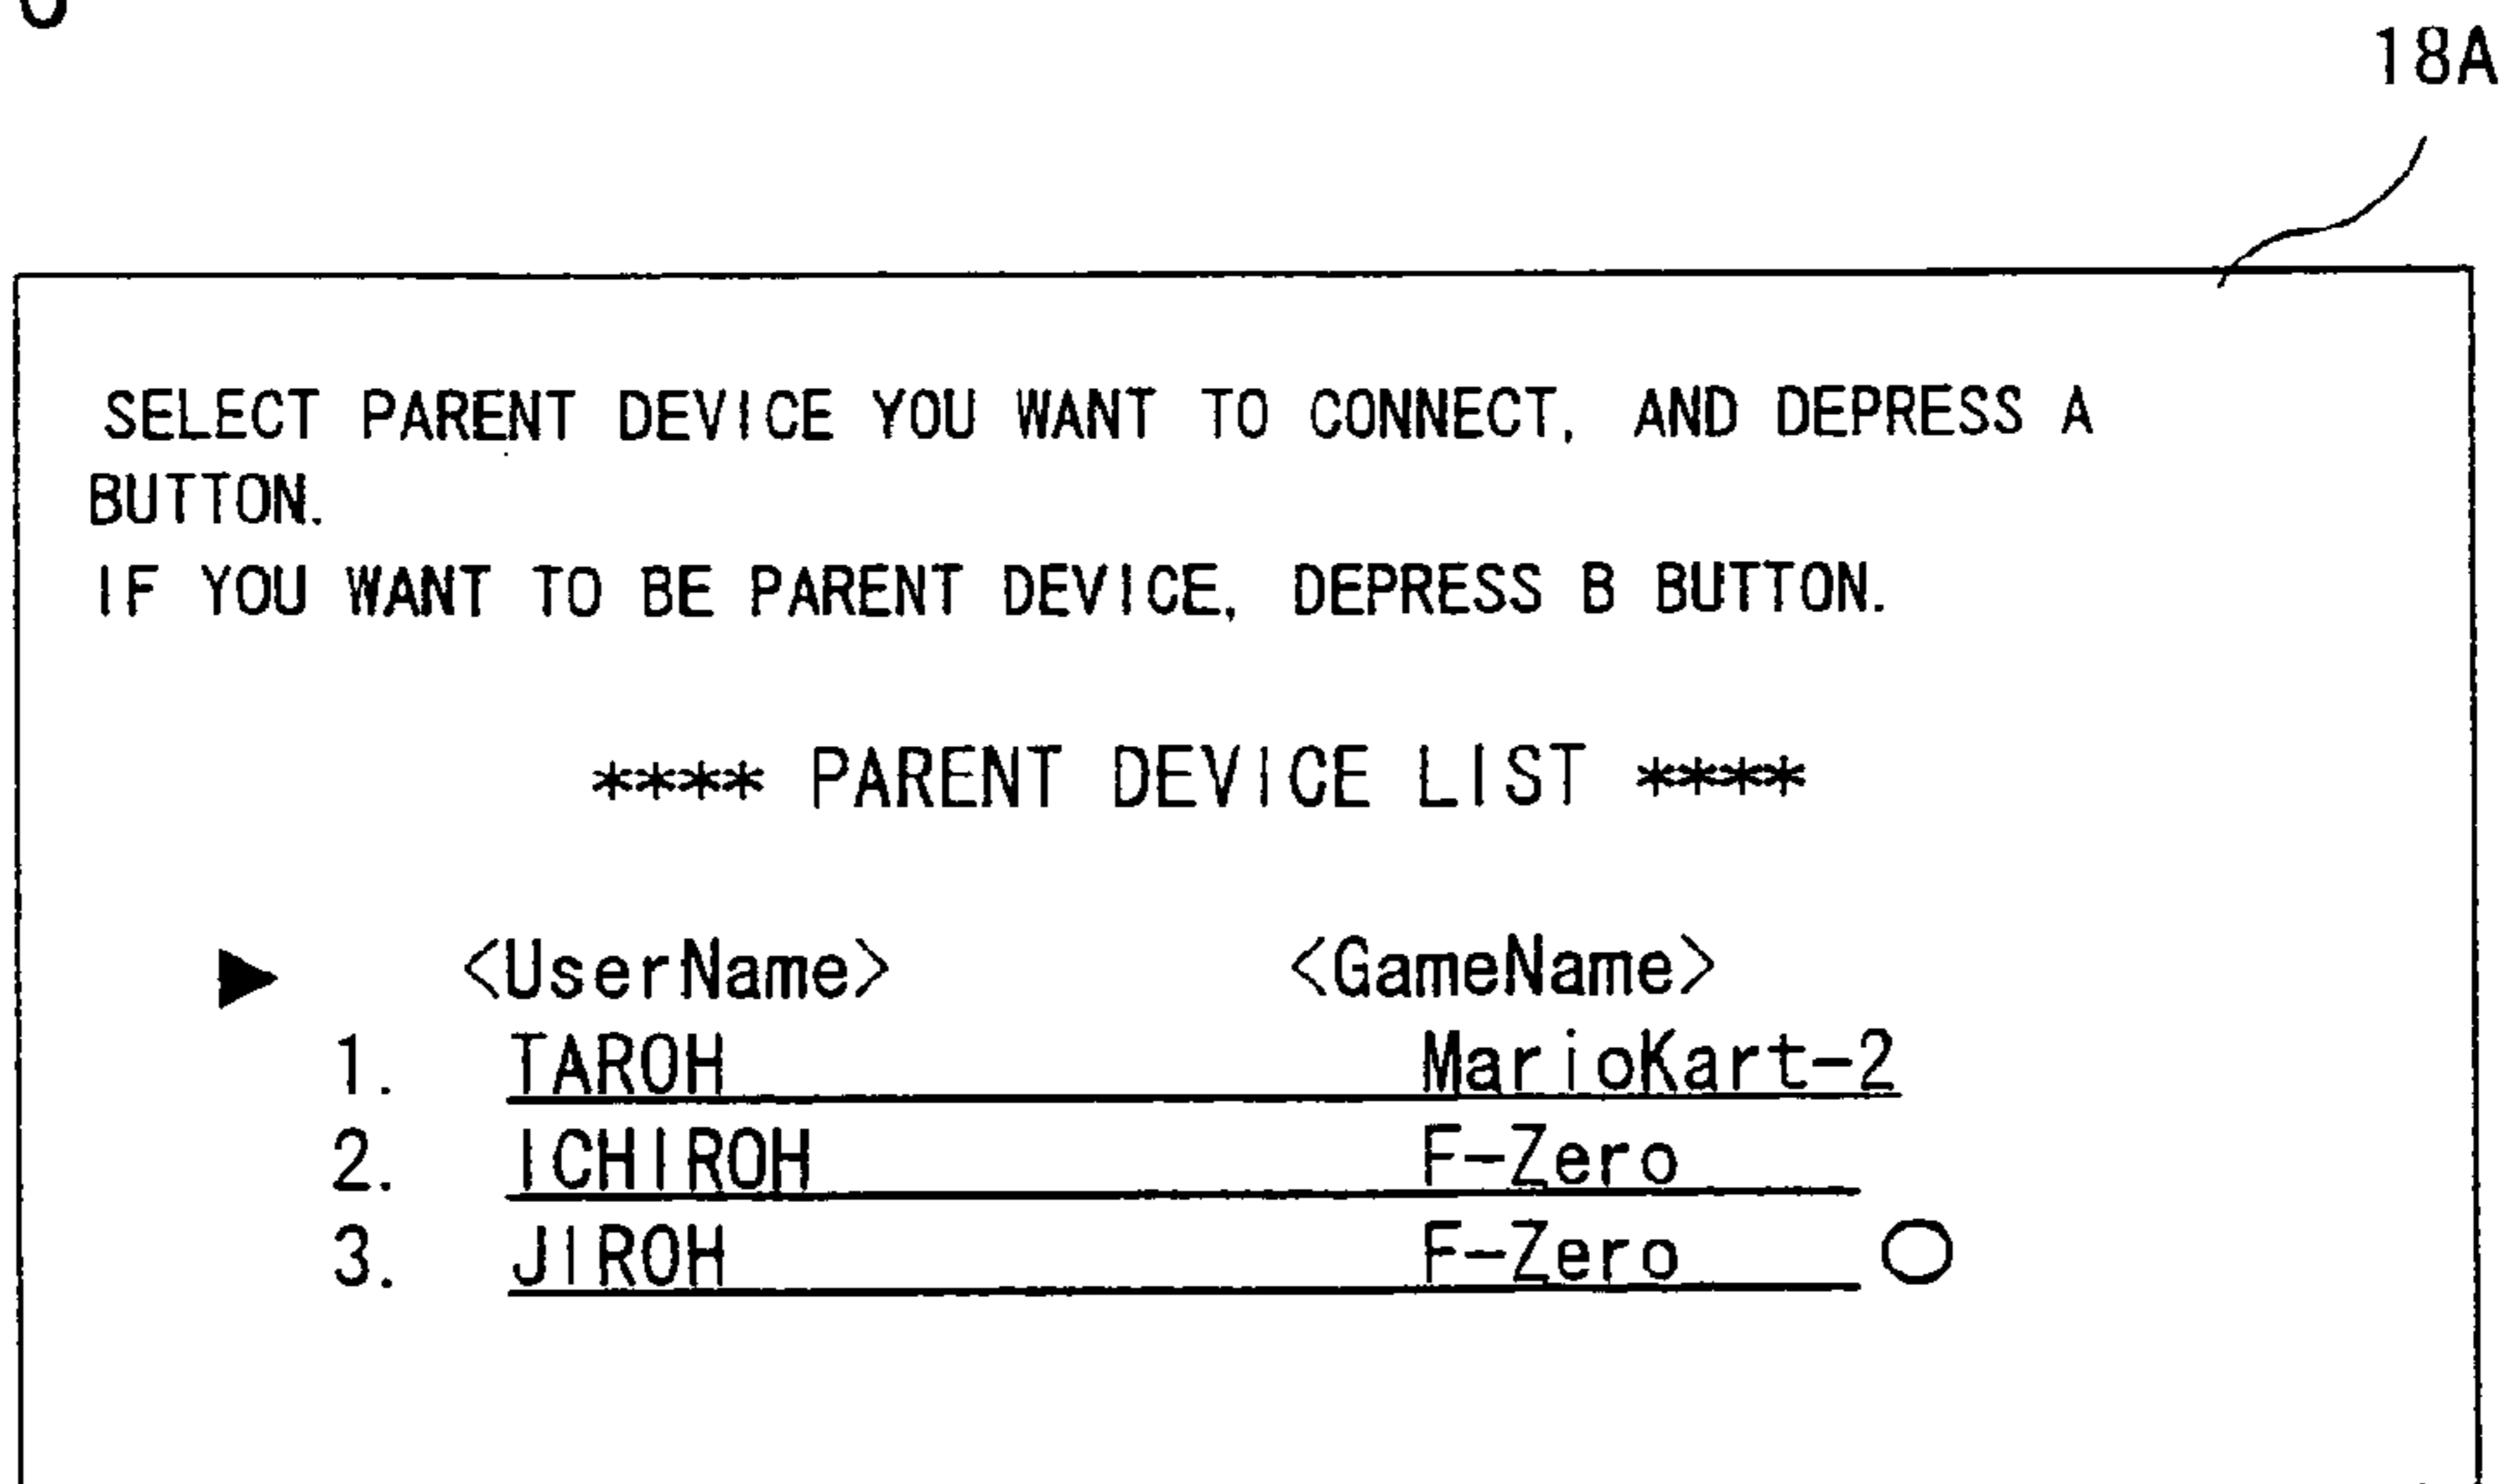 18A
SELECT PARENT DEVICE YOU WANT TO CONNECT, AND DEPRESS A
BUTTON.
IF YOU WANT TO BE PARENT DEVICE, DEPRESS B BUTTON.
**** PARENT DEVICE LIST ****
▶ <UserName> <GameName>
1. TAROH MarioKart-2
2. ICHIROH F-Zero
3. JIROH F-Zero ○